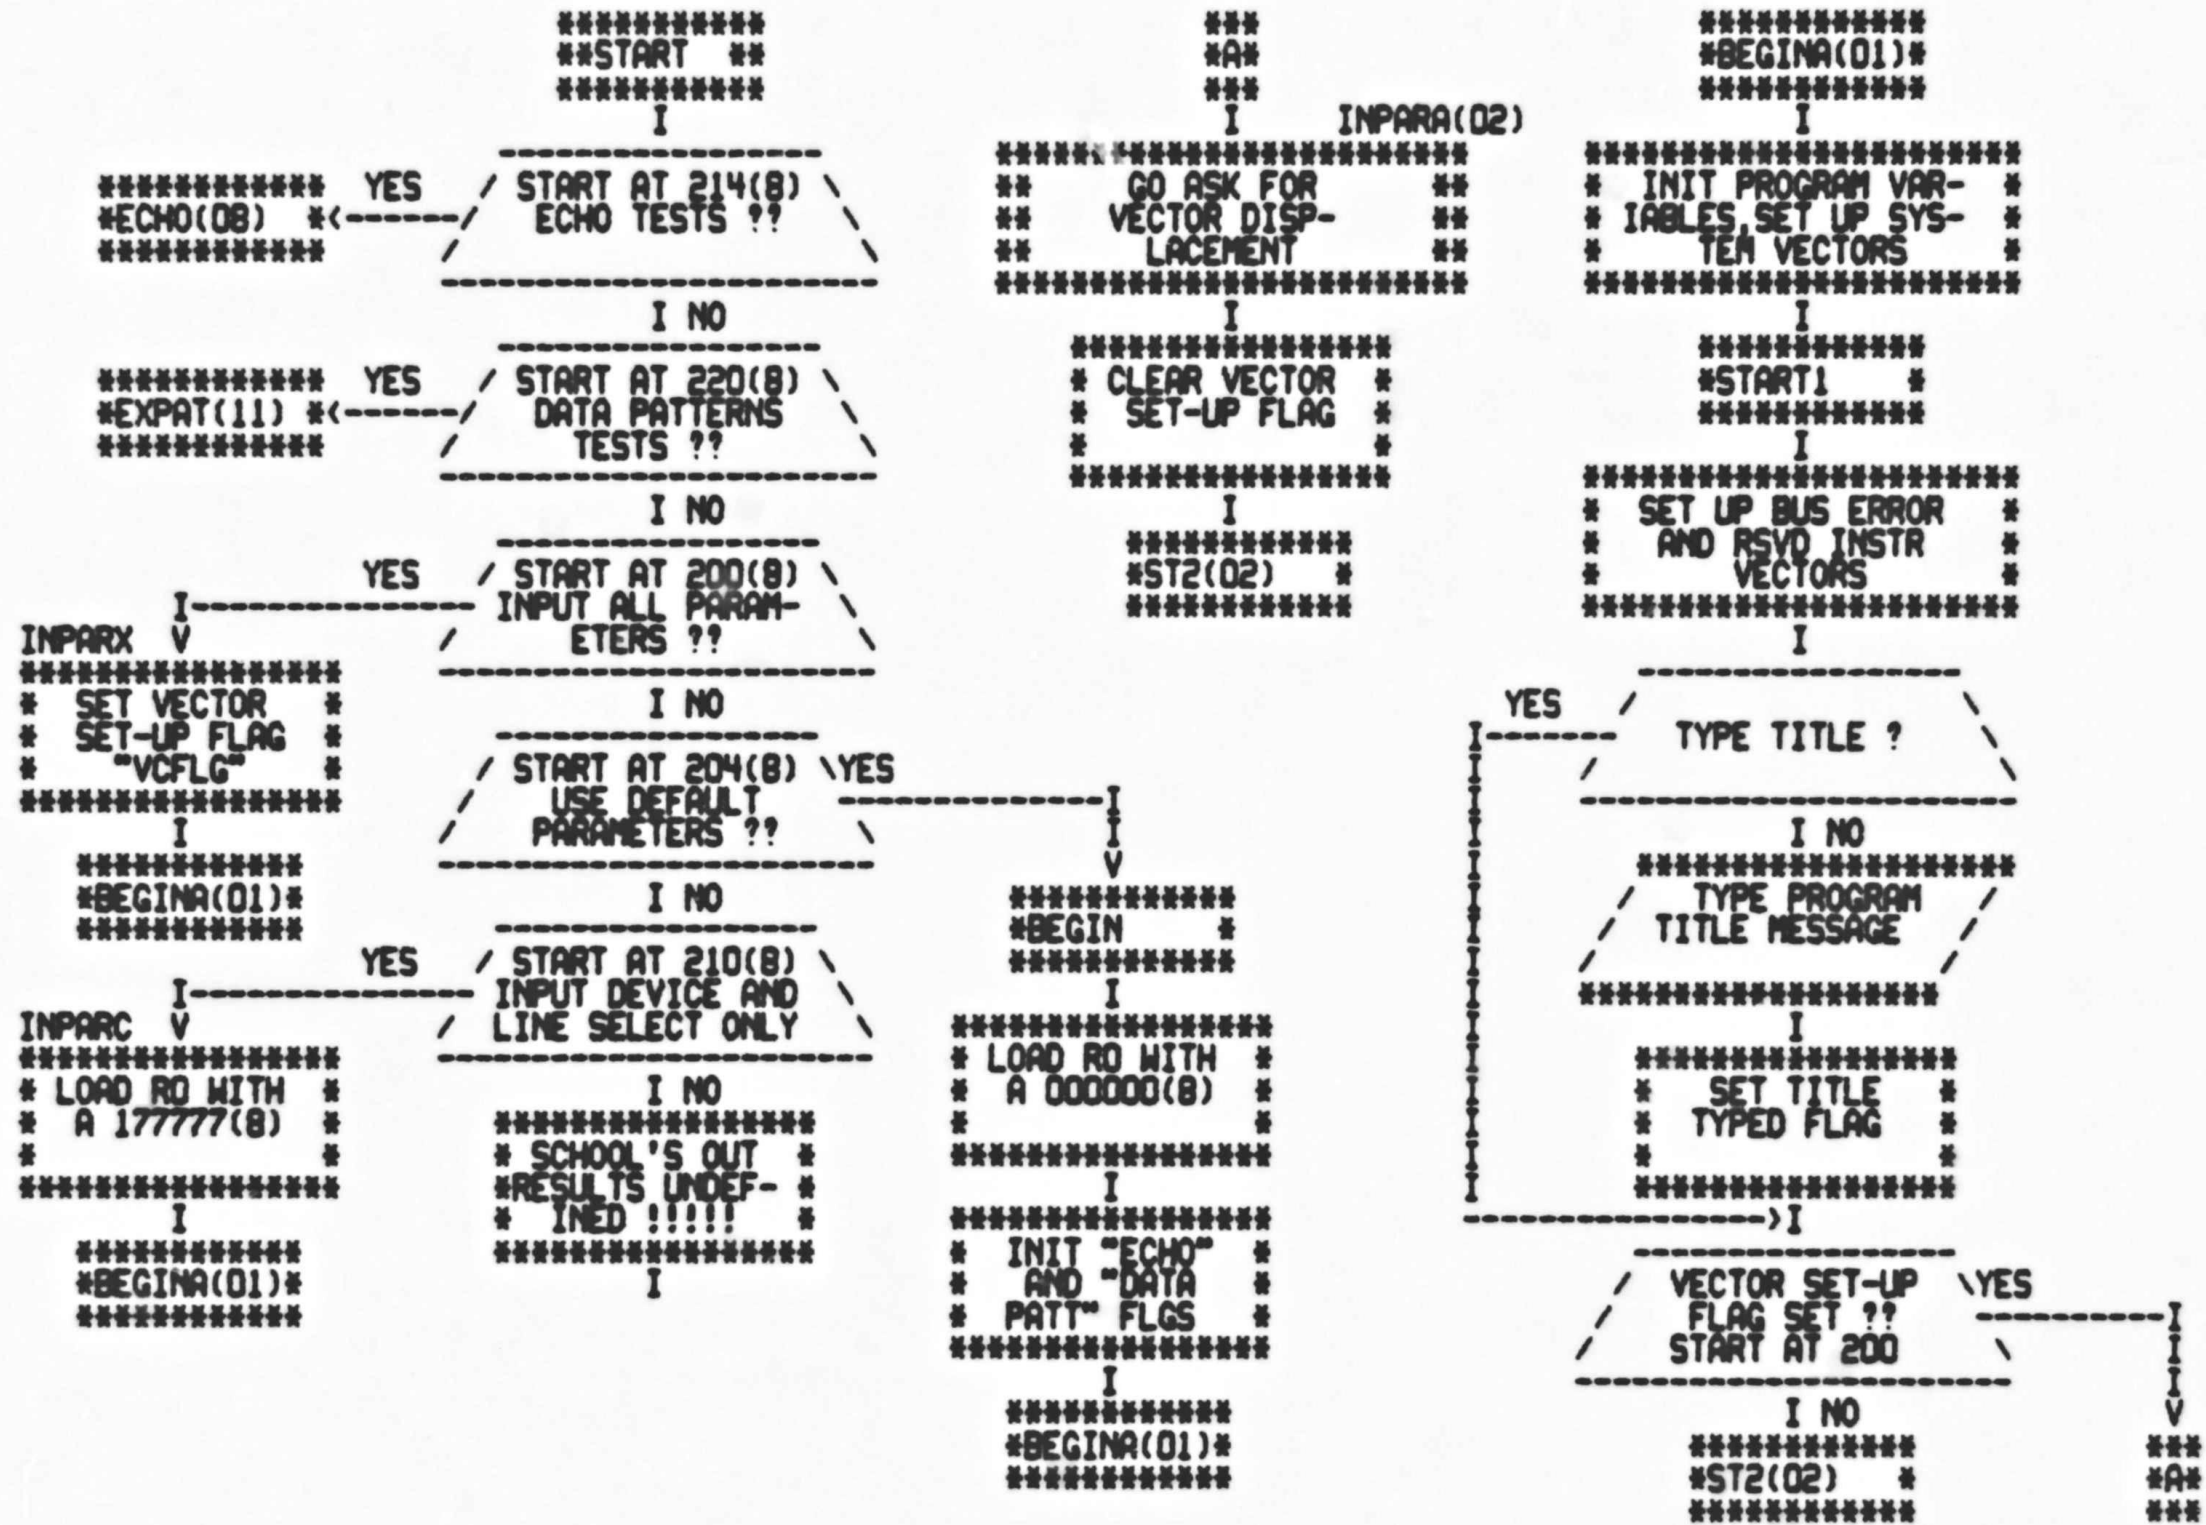 START
START AT 214(8)
ECHO TESTS ??
YES
ECHO(08)
NO
START AT 220(8)
DATA PATTERNS
TESTS ??
YES
EXPAT(11)
NO
START AT 200(8)
INPUT ALL PARAM-
ETERS ??
YES
INPARX
SET VECTOR
SET-UP FLAG
"VCFLG"
BEGINA(01)
NO
START AT 204(8)
USE DEFAULT
PARAMETERS ??
YES
NO
START AT 210(8)
INPUT DEVICE AND
LINE SELECT ONLY
YES
INPARC
LOAD R0 WITH
A 177777(8)
BEGINA(01)
NO
SCHOOL'S OUT
RESULTS UNDEF-
INED !!!!!
BEGIN
LOAD R0 WITH
A 000000(8)
INIT "ECHO"
AND "DATA
PATT" FLGS
BEGINA(01)
A
INPARA(02)
GO ASK FOR
VECTOR DISP-
LACEMENT
CLEAR VECTOR
SET-UP FLAG
ST2(02)
BEGINA(01)
INIT PROGRAM VAR-
IABLES,SET UP SYS-
TEM VECTORS
START1
SET UP BUS ERROR
AND RSVD INSTR
VECTORS
TYPE TITLE ?
YES
NO
TYPE PROGRAM
TITLE MESSAGE
SET TITLE
TYPED FLAG
VECTOR SET-UP
FLAG SET ??
START AT 200
YES
NO
ST2(02)
A